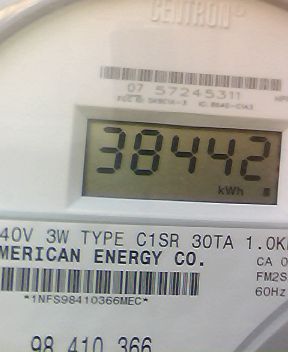 CENTRON®
07 57245311
38442
kWh
40V 3W TYPE C1SR 30TA 1.0K
MERICAN ENERGY CO.
CA 0
FM2S
60Hz
*1NFS98410366MEC*
98 410 366